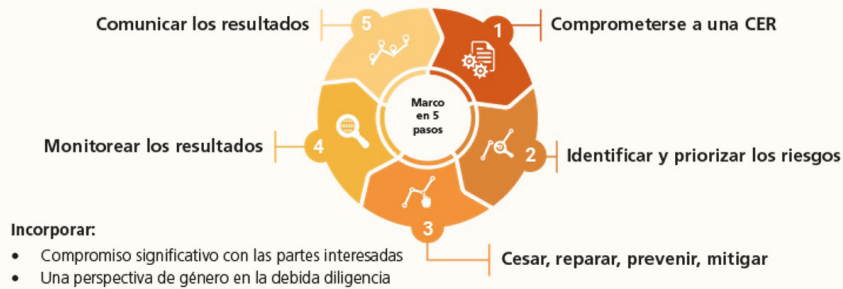 Comunicar los resultados
5
1
Comprometerse a una CER
Marco
en 5
pasos
Monitorear los resultados
4
2
Identificar y priorizar los riesgos
3
Cesar, reparar, prevenir, mitigar
Incorporar:
• Compromiso significativo con las partes interesadas
• Una perspectiva de género en la debida diligencia